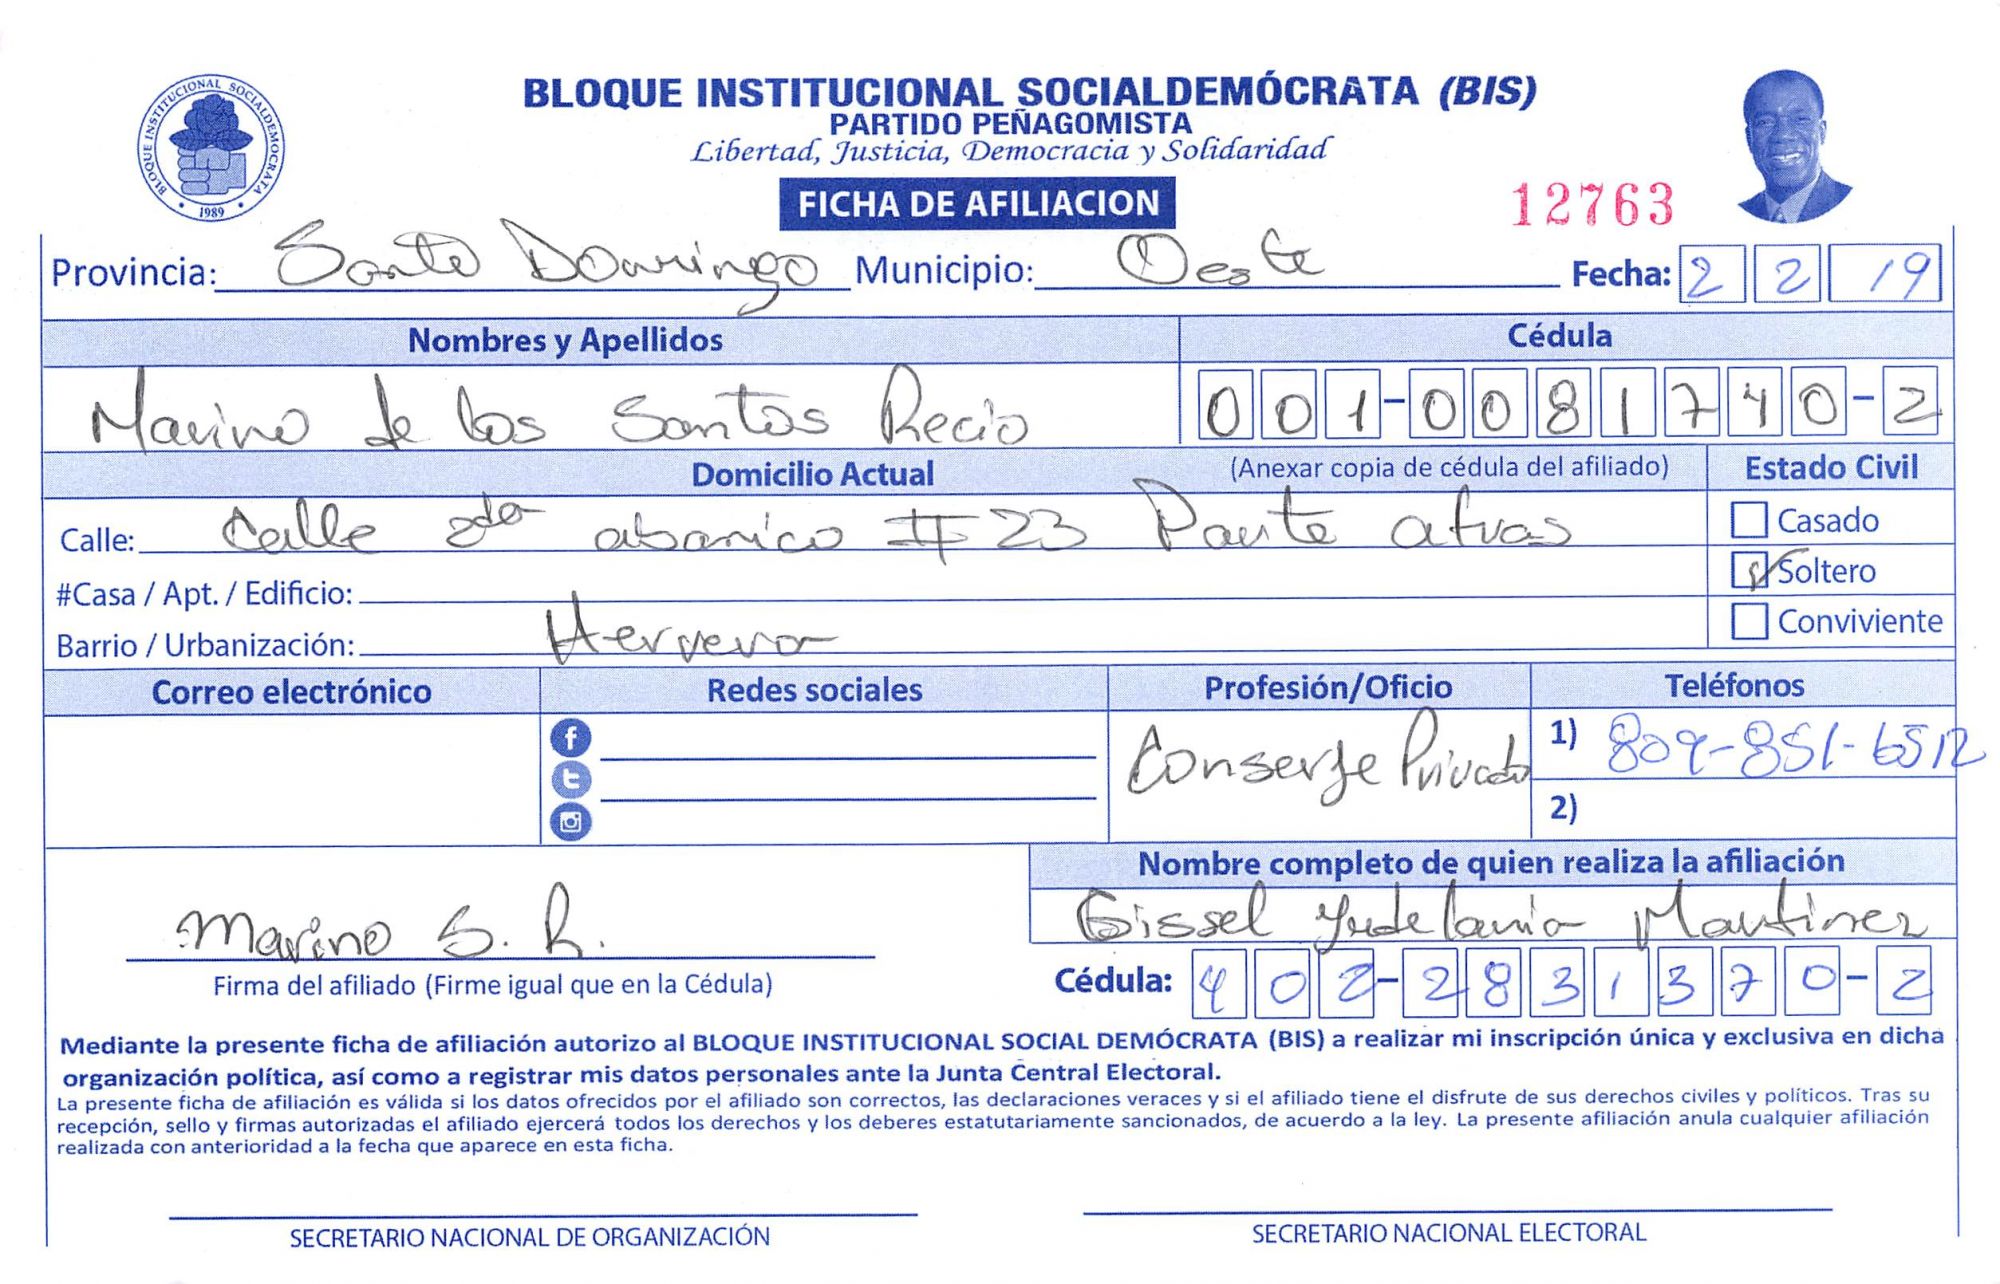 BLOQUE INSTITUCIONAL SOCIALDEMOCRATA
1989
BLOQUE INSTITUCIONAL SOCIALDEMÓCRATA (BIS)
PARTIDO PEÑAGOMISTA
Libertad, Justicia, Democracia y Solidaridad
FICHA DE AFILIACION
12763
Provincia: Santo Domingo Municipio: Oeste Fecha: 2 2 19
Nombres y Apellidos Cédula
Marino de los Santos Recio 001-0081740-2
Domicilio Actual (Anexar copia de cédula del afiliado) Estado Civil
Calle: Calle 2da abanico #23 Parte atras
Casado
#Casa / Apt. / Edificio:
Soltero
Barrio / Urbanización: Herrera
Conviviente
Correo electrónico Redes sociales Profesión/Oficio Teléfonos
Conserje Privado 1) 809-851-6512
2)
Nombre completo de quien realiza la afiliación
Marino S. R. Gissel Yudelania Martinez
Firma del afiliado (Firme igual que en la Cédula) Cédula: 402-2831370-2
Mediante la presente ficha de afiliación autorizo al BLOQUE INSTITUCIONAL SOCIAL DEMÓCRATA (BIS) a realizar mi inscripción única y exclusiva en dicha
organización política, así como a registrar mis datos personales ante la Junta Central Electoral.
La presente ficha de afiliación es válida si los datos ofrecidos por el afiliado son correctos, las declaraciones veraces y si el afiliado tiene el disfrute de sus derechos civiles y políticos. Tras su
recepción, sello y firmas autorizadas el afiliado ejercerá todos los derechos y los deberes estatutariamente sancionados, de acuerdo a la ley. La presente afiliación anula cualquier afiliación
realizada con anterioridad a la fecha que aparece en esta ficha.
SECRETARIO NACIONAL DE ORGANIZACIÓN SECRETARIO NACIONAL ELECTORAL